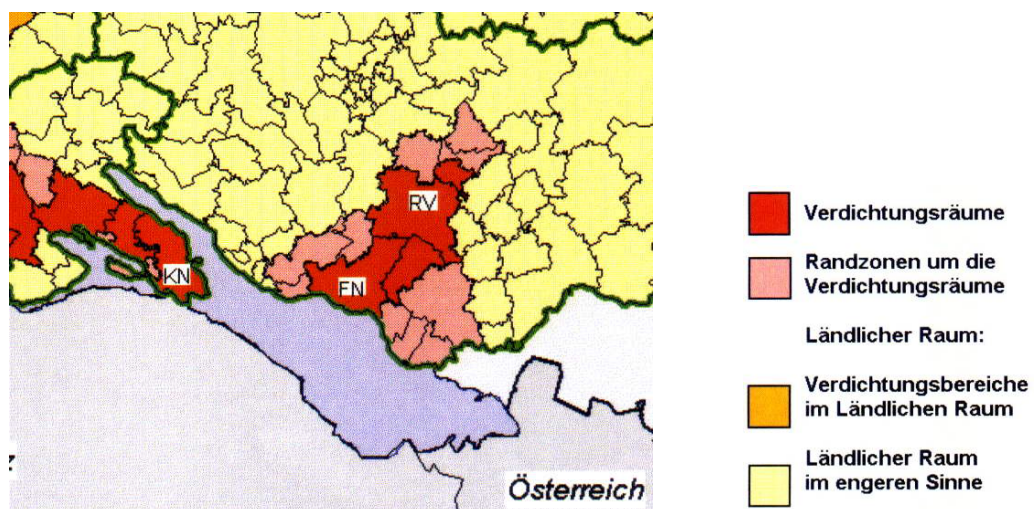 RV
KN
FN
z
Österreich
Verdichtungsräume
Randzonen um die
Verdichtungsräume
Ländlicher Raum:
Verdichtungsbereiche
im Ländlichen Raum
Ländlicher Raum
im engeren Sinne